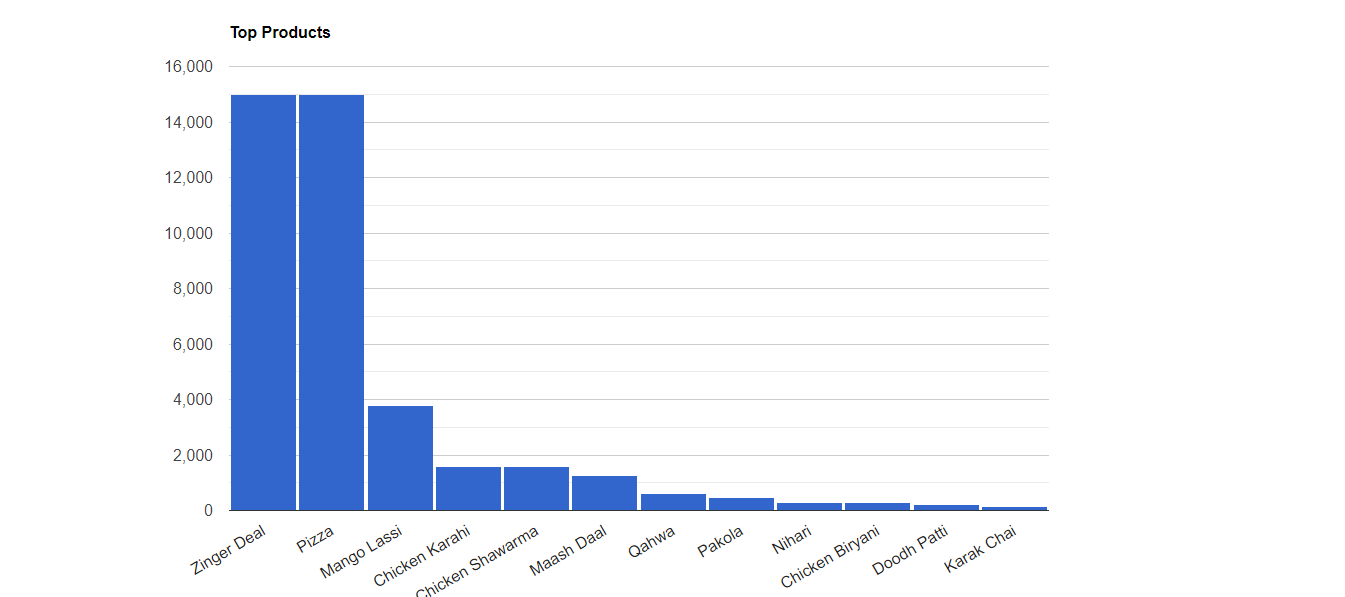 Top Products
16,000
14,000
12,000
10,000
8,000
6,000
4,000
2,000
0
Zinger Deal
Pizza
Mango Lassi
Chicken Karahi
Chicken Shawarma
Maash Daal
Qahwa
Pakola
Nihari
Chicken Biryani
Doodh Patti
Karak Chai